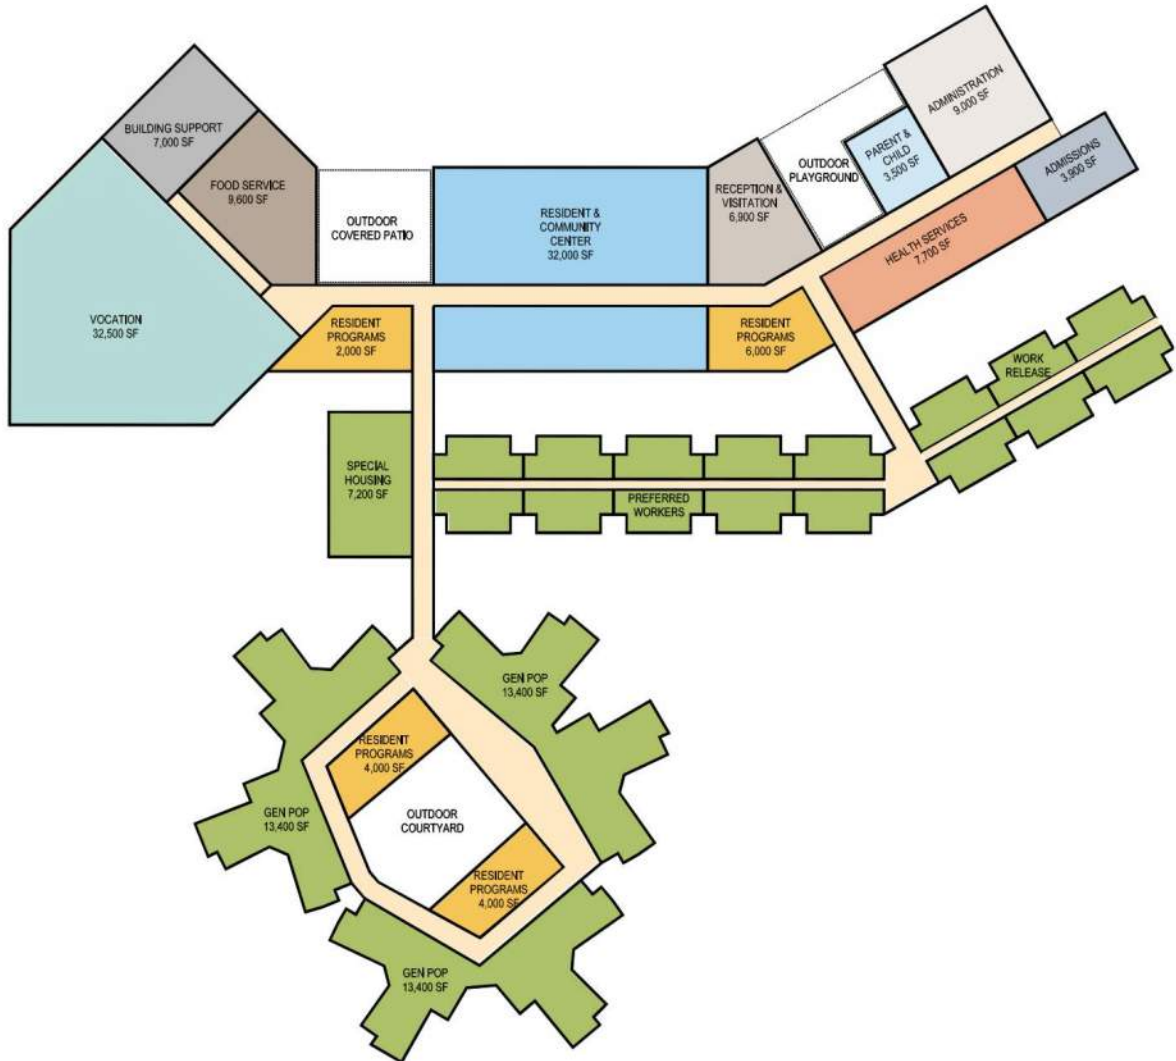 BUILDING SUPPORT
7,000 SF
FOOD SERVICE
9,600 SF
OUTDOOR
COVERED PATIO
RESIDENT &
COMMUNITY
CENTER
32,000 SF
RECEPTION &
VISITATION
6,900 SF
OUTDOOR
PLAYGROUND
PARENT &
CHILD
3,500 SF
ADMINISTRATION
9,000 SF
ADMISSIONS
3,900 SF
HEALTH SERVICES
7,700 SF
VOCATION
32,500 SF
RESIDENT
PROGRAMS
2,000 SF
RESIDENT
PROGRAMS
6,000 SF
WORK
RELEASE
SPECIAL
HOUSING
7,200 SF
PREFERRED
WORKERS
GEN POP
13,400 SF
RESIDENT
PROGRAMS
4,000 SF
GEN POP
13,400 SF
OUTDOOR
COURTYARD
RESIDENT
PROGRAMS
4,000 SF
GEN POP
13,400 SF